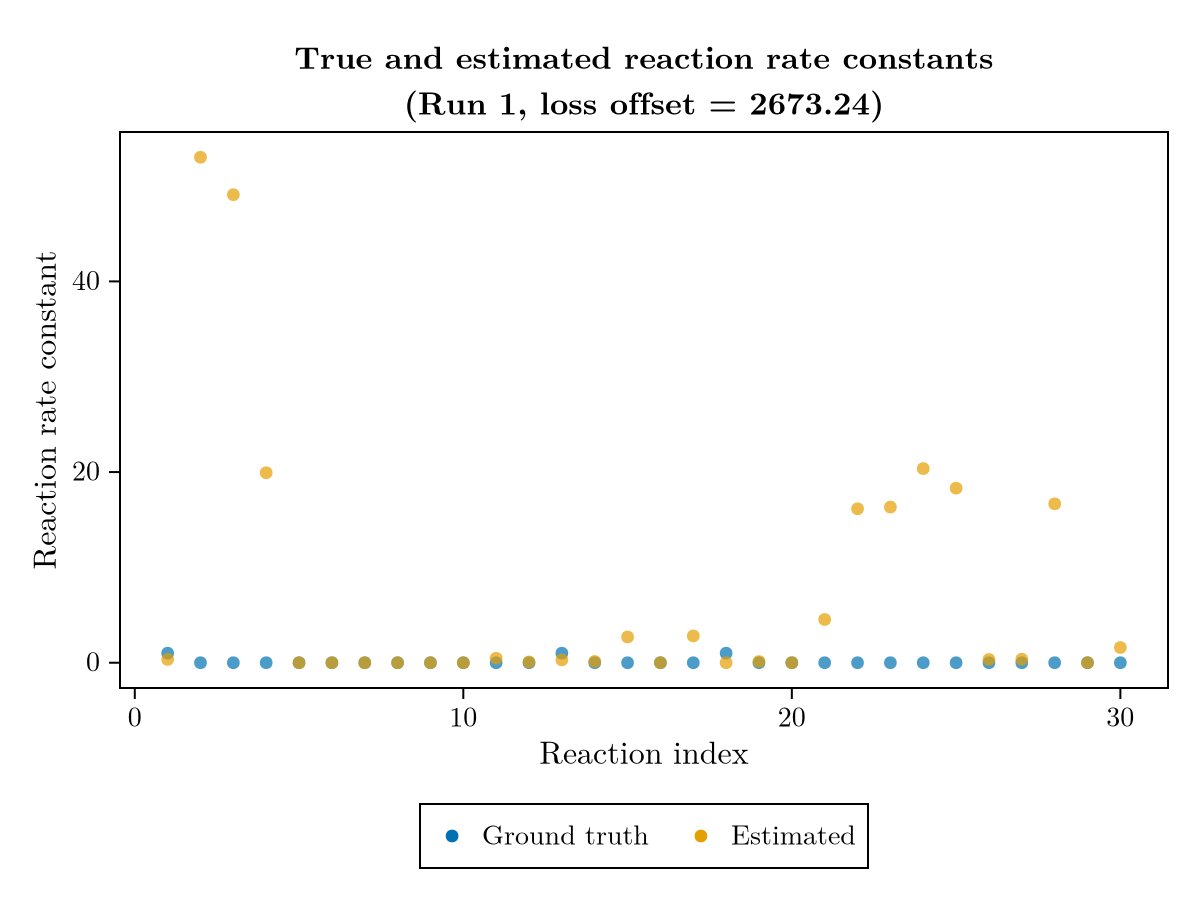 True and estimated reaction rate constants
(Run 1, loss offset = 2673.24)
Reaction rate constant
40
20
0
0 10 20 30
Reaction index
Ground truth Estimated